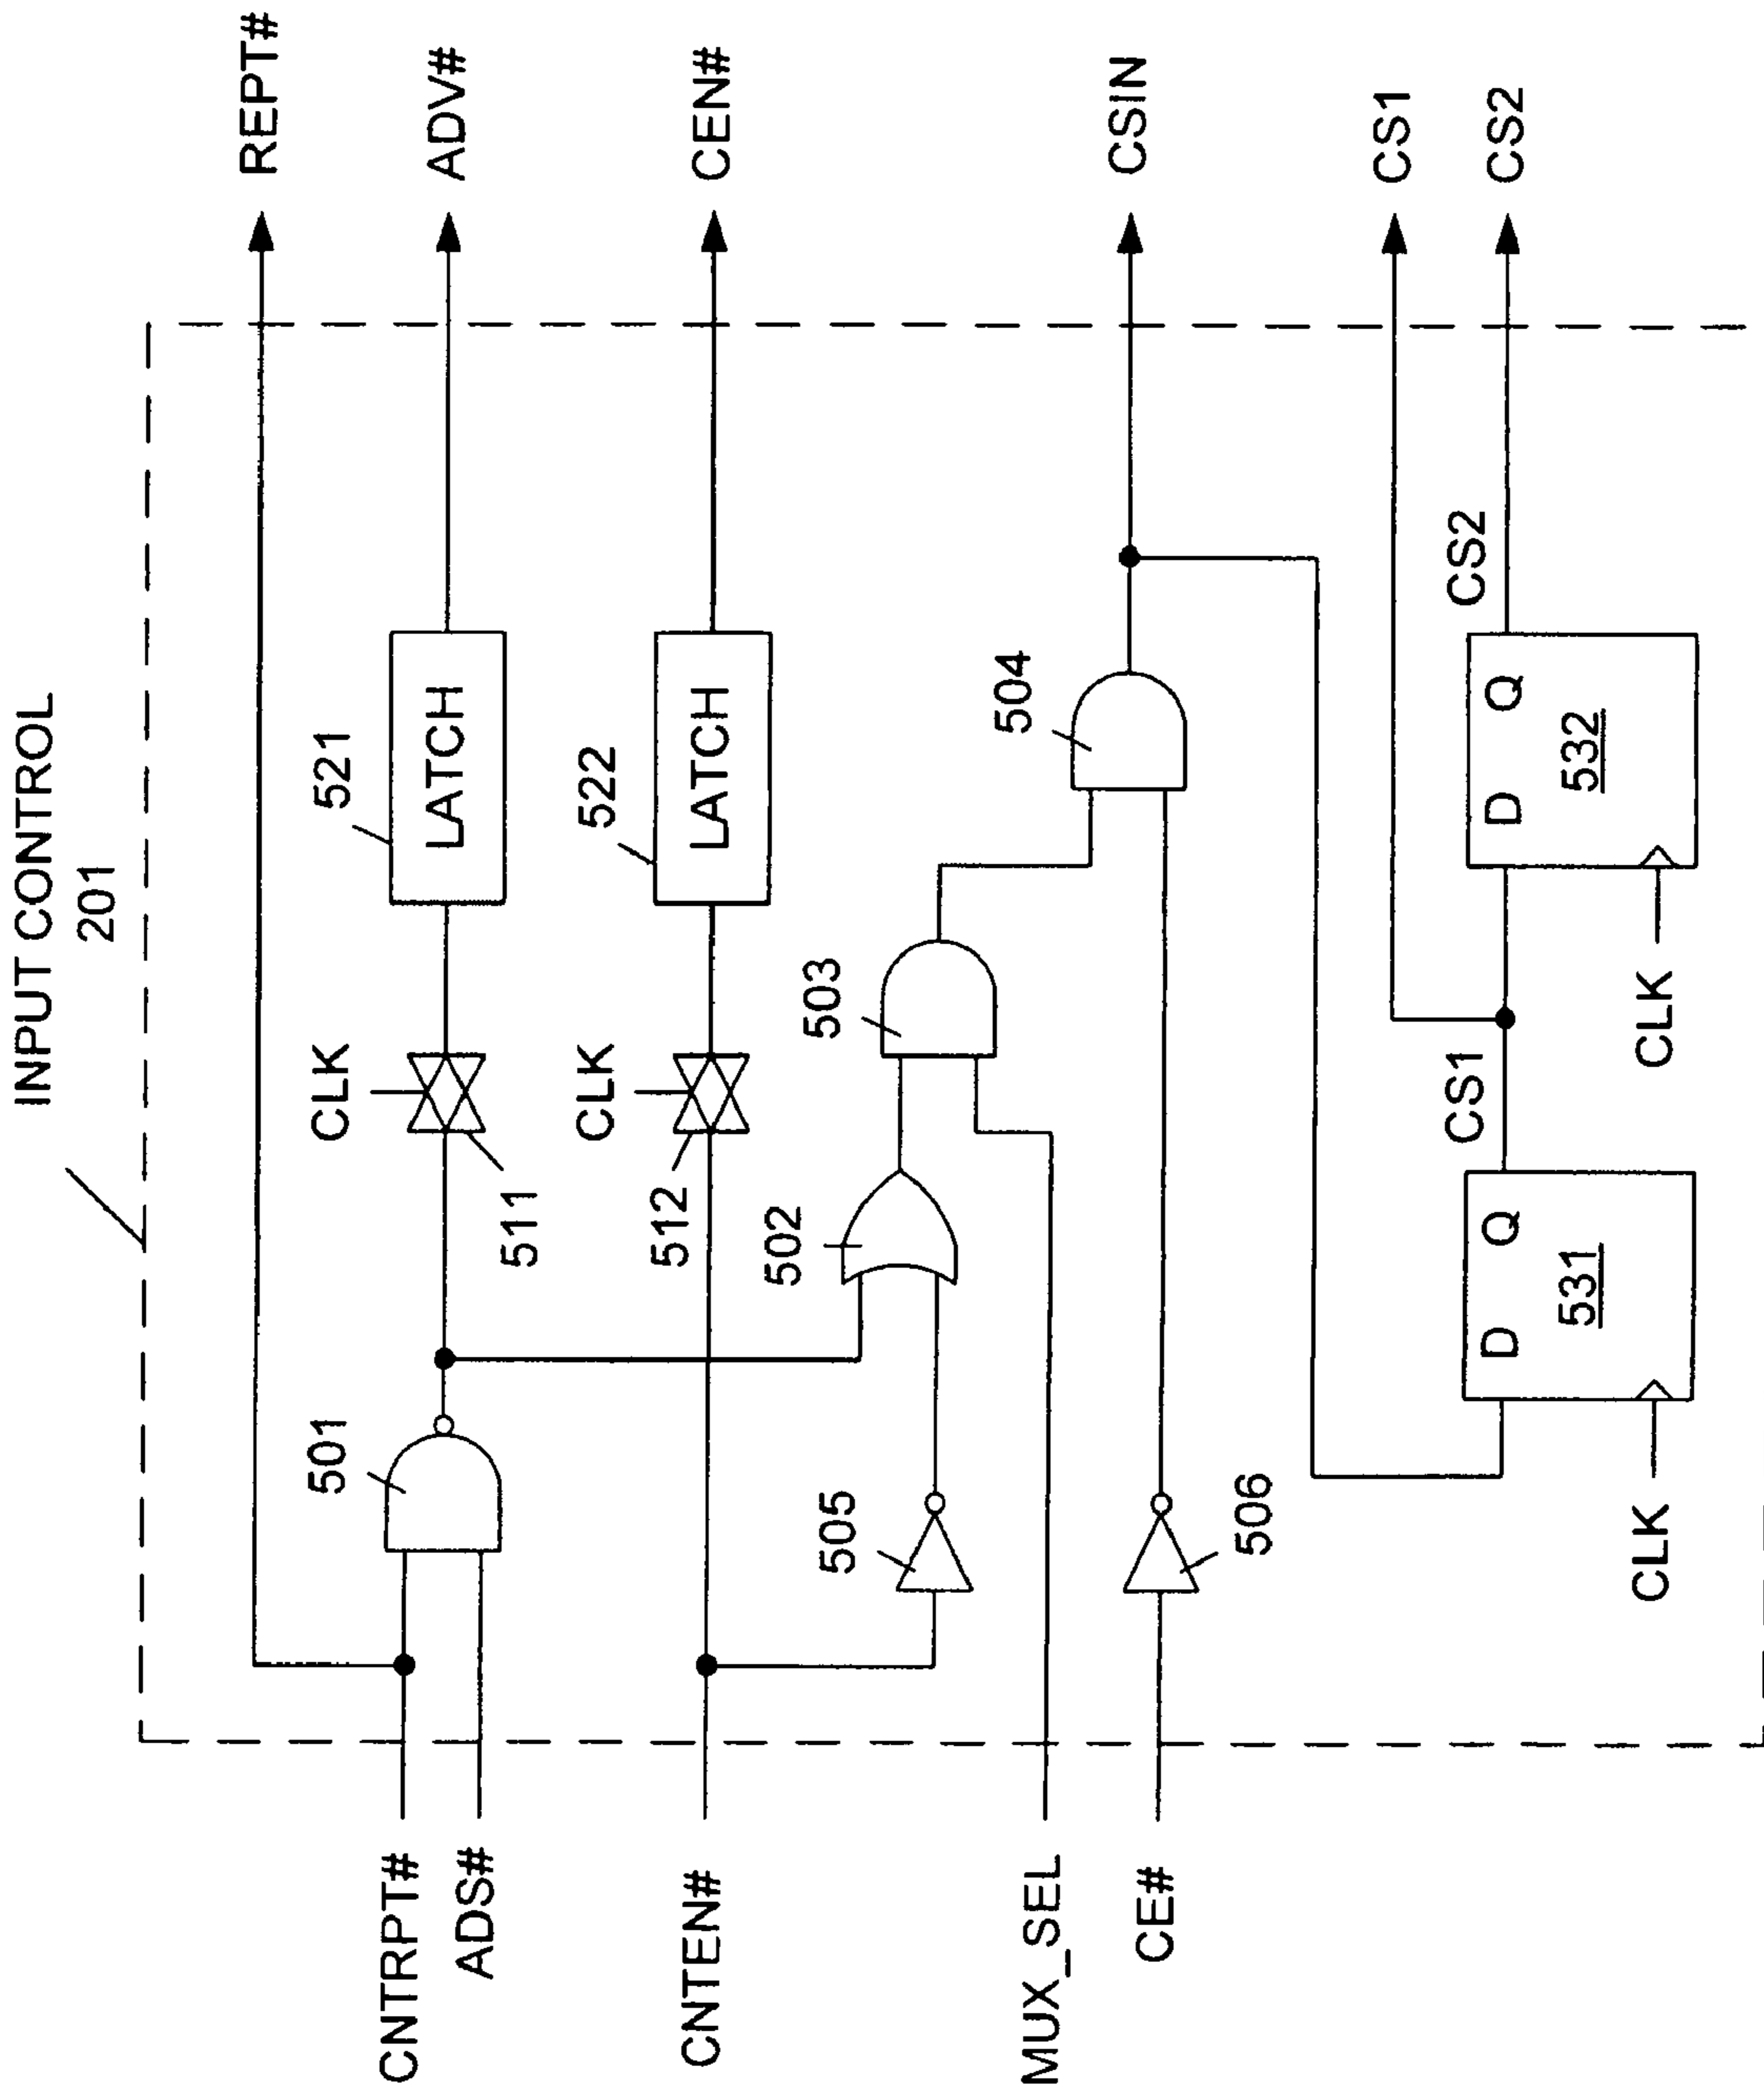 INPUT CONTROL
201
REPT#
ADV#
CEN#
CSIN
CS1
CS2
CNTRPT#
ADS#
CNTEN#
MUX_SEL
CE#
501
511
CLK
521
LATCH
512
CLK
522
LATCH
505
502
503
504
506
D Q
531
CLK
CS1
D Q
532
CLK
CS2